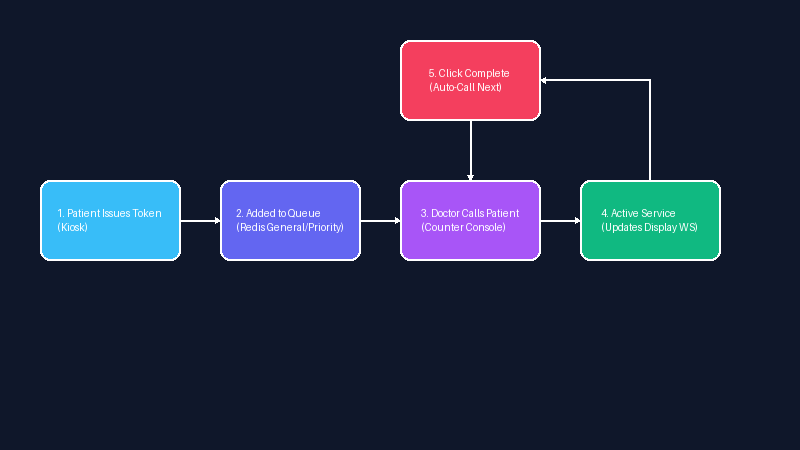 5. Click Complete
(Auto-Call Next)
1. Patient Issues Token
(Kiosk)
2. Added to Queue
(Redis General/Priority)
3. Doctor Calls Patient
(Counter Console)
4. Active Service
(Updates Display WS)